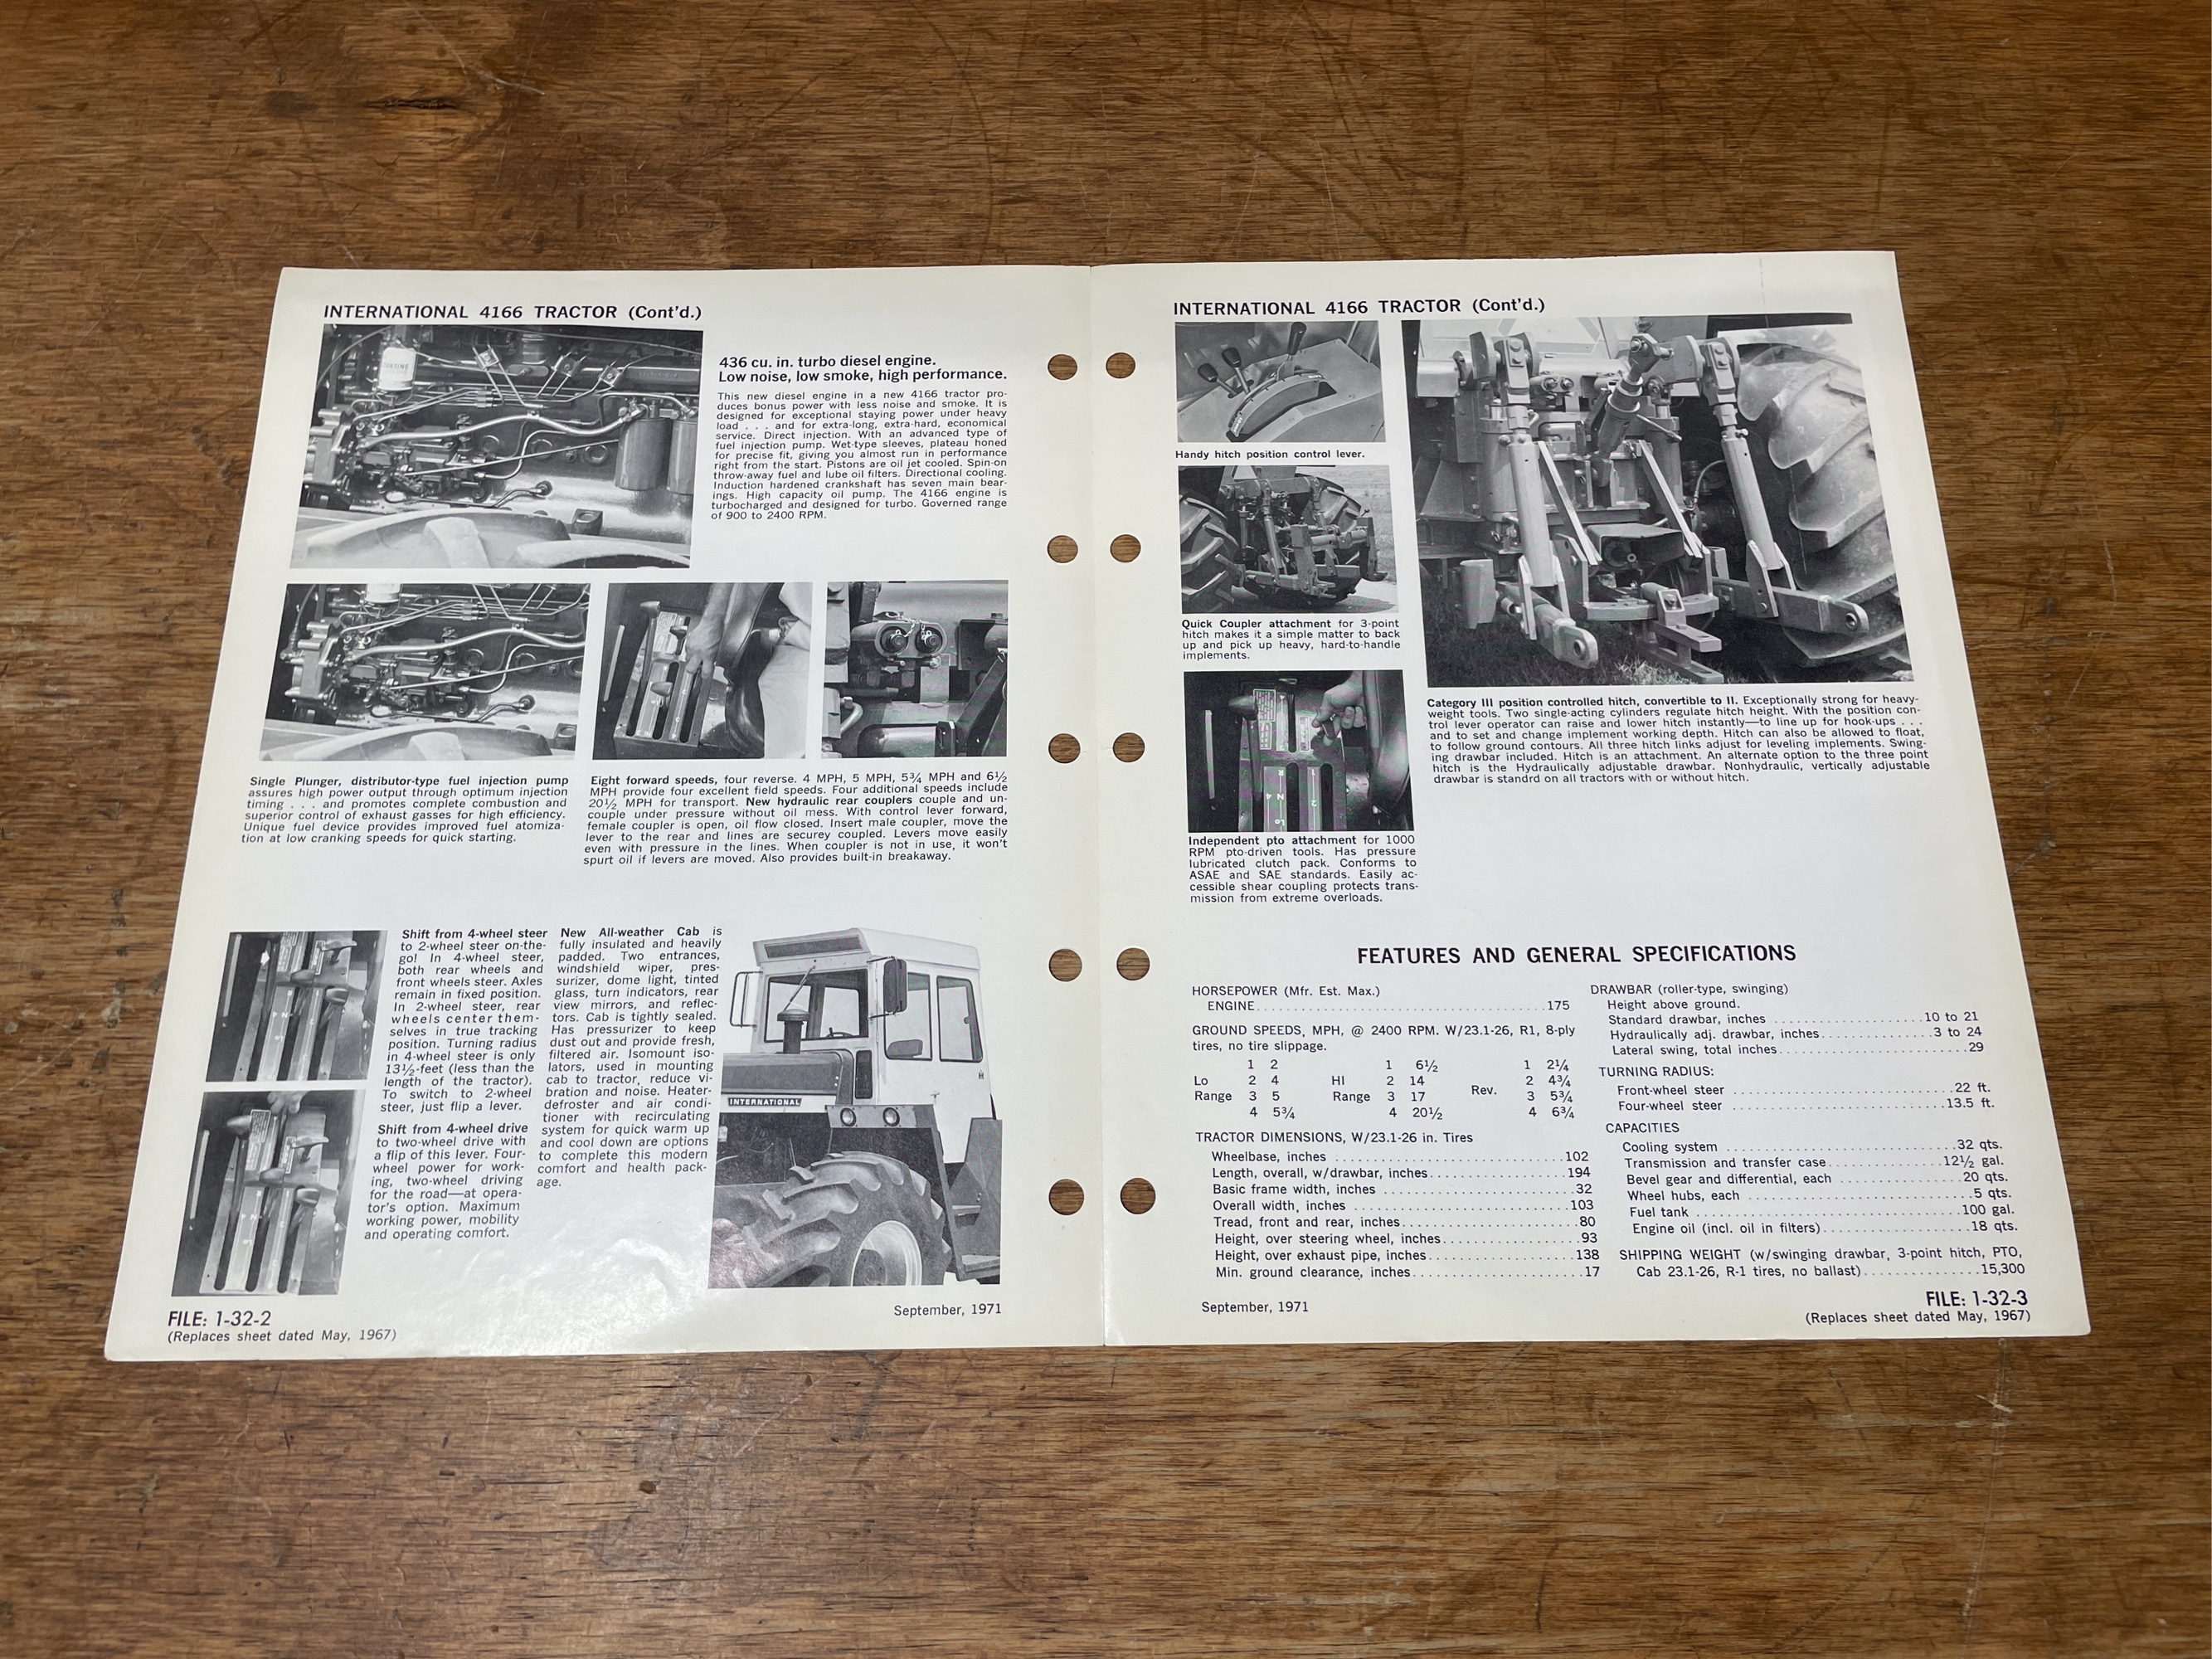 INTERNATIONAL 4166 TRACTOR (Cont'd.)
436 cu. in. turbo diesel engine.
Low noise, low smoke, high performance.
This new diesel engine in a new 4166 tractor pro-
duces bonus power with less noise and smoke. It is
designed for exceptional staying power under heavy
load . . . and for extra-long, extra-hard, economical
service. Direct injection. With an advanced type of
fuel injection pump. Wet-type sleeves, plateau honed
for precise fit, giving you almost run in performance
right from the start. Pistons are oil jet cooled. Spin-on
throw-away fuel and lube oil filters. Directional cooling.
Induction hardened crankshaft has seven main bear-
ings. High capacity oil pump. The 4166 engine is
turbocharged and designed for turbo. Governed range
of 900 to 2400 RPM.
Single Plunger, distributor-type fuel injection pump
assures high power output through optimum injection
timing . . . and promotes complete combustion and
superior control of exhaust gasses for high efficiency.
Unique fuel device provides improved fuel atomiza-
tion at low cranking speeds for quick starting.
Eight forward speeds, four reverse. 4 MPH, 5 MPH, 5¾ MPH and 6½
MPH provide four excellent field speeds. Four additional speeds include
20½ MPH for transport. New hydraulic rear couplers couple and un-
couple under pressure without oil mess. With control lever forward,
female coupler is open, oil flow closed. Insert male coupler, move the
lever to the rear and lines are securey coupled. Levers move easily
even with pressure in the lines. When coupler is not in use, it won't
spurt oil if levers are moved. Also provides built-in breakaway.
Shift from 4-wheel steer
to 2-wheel steer on-the-
go! In 4-wheel steer,
both rear wheels and
front wheels steer. Axles
remain in fixed position.
In 2-wheel steer, rear
wheels center them-
selves in true tracking
position. Turning radius
in 4-wheel steer is only
13½-feet (less than the
length of the tractor).
To switch to 2-wheel
steer, just flip a lever.
Shift from 4-wheel drive
to two-wheel drive with
a flip of this lever. Four-
wheel power for work-
ing, two-wheel driving
for the road—at opera-
tor's option. Maximum
working power, mobility
and operating comfort.
New All-weather Cab is
fully insulated and heavily
padded. Two entrances,
windshield wiper, pres-
surizer, dome light, tinted
glass, turn indicators, rear
view mirrors, and reflec-
tors. Cab is tightly sealed.
Has pressurizer to keep
dust out and provide fresh,
filtered air. Isomount iso-
lators, used in mounting
cab to tractor, reduce vi-
bration and noise. Heater-
defroster and air condi-
tioner with recirculating
system for quick warm up
and cool down are options
to complete this modern
comfort and health pack-
age.
INTERNATIONAL
FILE: 1-32-2
(Replaces sheet dated May, 1967)
September, 1971
INTERNATIONAL 4166 TRACTOR (Cont'd.)
Handy hitch position control lever.
Quick Coupler attachment for 3-point
hitch makes it a simple matter to back
up and pick up heavy, hard-to-handle
implements.
Independent pto attachment for 1000
RPM pto-driven tools. Has pressure
lubricated clutch pack. Conforms to
ASAE and SAE standards. Easily ac-
cessible shear coupling protects trans-
mission from extreme overloads.
Category III position controlled hitch, convertible to II. Exceptionally strong for heavy-
weight tools. Two single-acting cylinders regulate hitch height. With the position con-
trol lever operator can raise and lower hitch instantly—to line up for hook-ups . . .
and to set and change implement working depth. Hitch can also be allowed to float,
to follow ground contours. All three hitch links adjust for leveling implements. Swing-
ing drawbar included. Hitch is an attachment. An alternate option to the three point
hitch is the Hydraulically adjustable drawbar. Nonhydraulic, vertically adjustable
drawbar is standrd on all tractors with or without hitch.
FEATURES AND GENERAL SPECIFICATIONS
HORSEPOWER (Mfr. Est. Max.)
ENGINE 175
GROUND SPEEDS, MPH, @ 2400 RPM. W/23.1-26, R1, 8-ply
tires, no tire slippage.
1 2 1 6½ 1 2¼
Lo 2 4 HI 2 14 Rev. 2 4¾
Range 3 5 Range 3 17 3 5¾
4 5¾ 4 20½ 4 6¾
TRACTOR DIMENSIONS, W/23.1-26 in. Tires
Wheelbase, inches 102
Length, overall, w/drawbar, inches 194
Basic frame width, inches 32
Overall width, inches 103
Tread, front and rear, inches 80
Height, over steering wheel, inches 93
Height, over exhaust pipe, inches 138
Min. ground clearance, inches 17
DRAWBAR (roller-type, swinging)
Height above ground.
Standard drawbar, inches 10 to 21
Hydraulically adj. drawbar, inches 3 to 24
Lateral swing, total inches 29
TURNING RADIUS:
Front-wheel steer 22 ft.
Four-wheel steer 13.5 ft.
CAPACITIES
Cooling system 32 qts.
Transmission and transfer case 12½ gal.
Bevel gear and differential, each 20 qts.
Wheel hubs, each 5 qts.
Fuel tank 100 gal.
Engine oil (incl. oil in filters) 18 qts.
SHIPPING WEIGHT (w/swinging drawbar, 3-point hitch, PTO,
Cab 23.1-26, R-1 tires, no ballast) 15,300
September, 1971
FILE: 1-32-3
(Replaces sheet dated May, 1967)